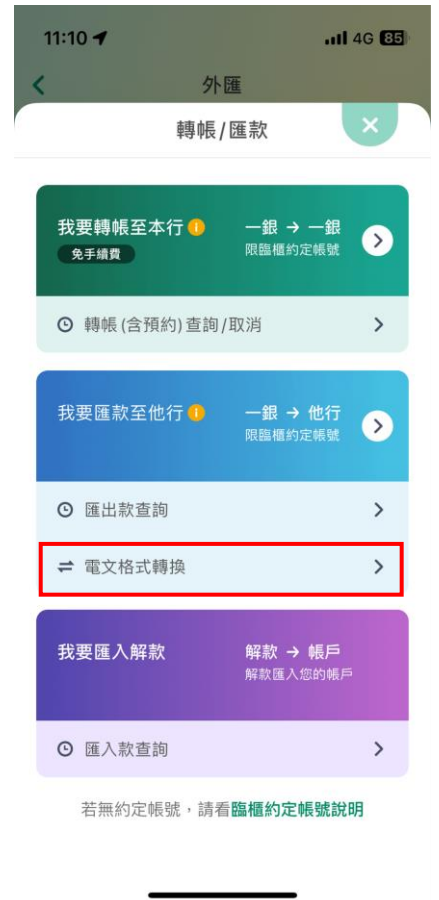 11:10 4G 85
外匯
轉帳/匯款
我要轉帳至本行 一銀 → 一銀
免手續費 限臨櫃約定帳號
轉帳(含預約)查詢/取消
我要匯款至他行 一銀 → 他行
限臨櫃約定帳號
匯出款查詢
電文格式轉換
我要匯入解款 解款 → 帳戶
解款匯入您的帳戶
匯入款查詢
若無約定帳號，請看臨櫃約定帳號說明